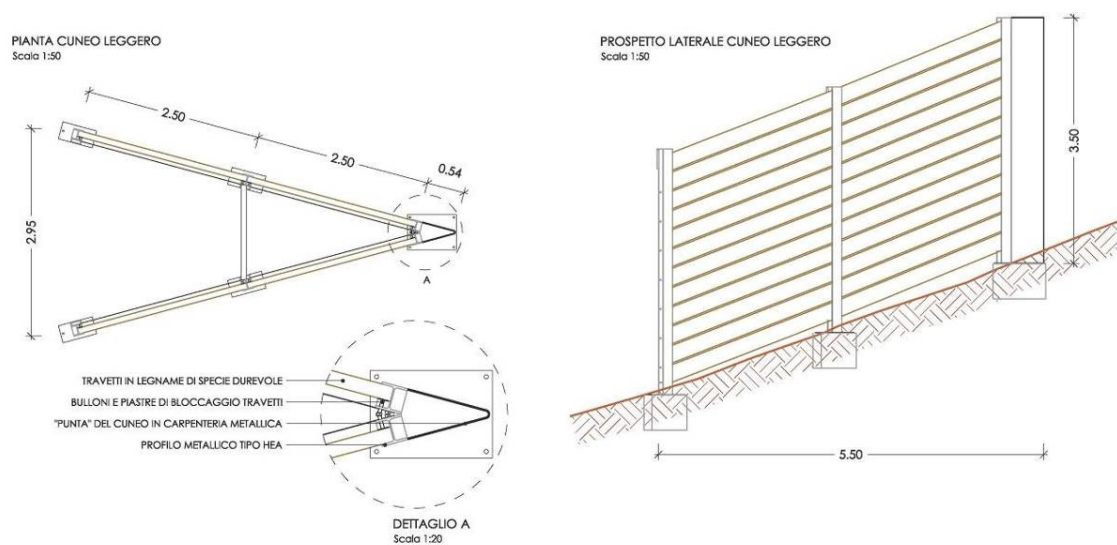 PIANTA CUNEO LEGGERO
Scala 1:50
2.50
2.50
0.54
2.95
A
TRAVETTI IN LEGNAME DI SPECIE DUREVOLE
BULLONI E PIASTRE DI BLOCCAGGIO TRAVETTI
"PUNTA" DEL CUNEO IN CARPENTERIA METALLICA
PROFILO METALLICO TIPO HEA
DETTAGLIO A
Scala 1:20
PROSPETTO LATERALE CUNEO LEGGERO
Scala 1:50
3.50
5.50